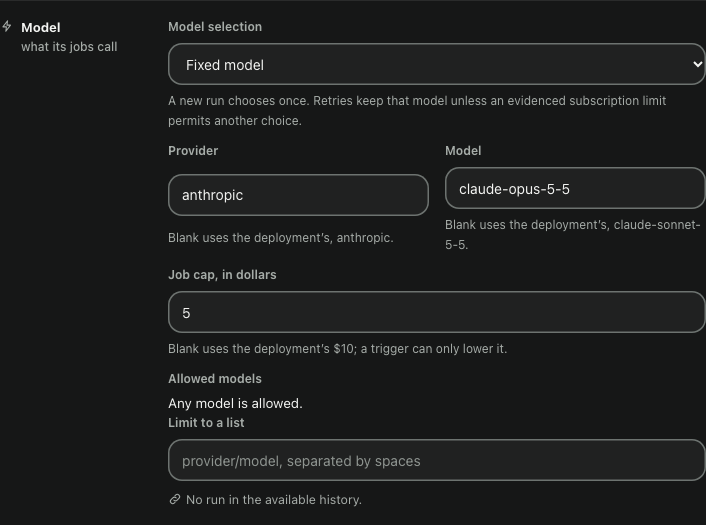 Model
what its jobs call
Model selection
Fixed model
A new run chooses once. Retries keep that model unless an evidenced subscription limit
permits another choice.
Provider
Model
anthropic
claude-opus-5-5
Blank uses the deployment's, anthropic.
Blank uses the deployment's, claude-sonnet-
5-5.
Job cap, in dollars
5
Blank uses the deployment's $10; a trigger can only lower it.
Allowed models
Any model is allowed.
Limit to a list
provider/model, separated by spaces
No run in the available history.